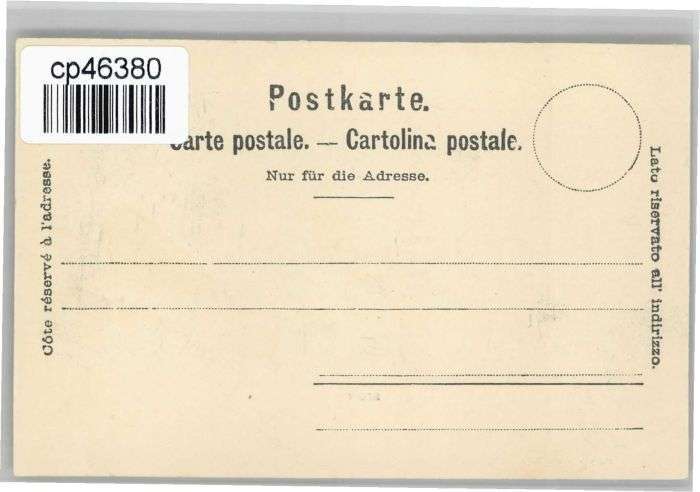 cp46380
Postkarte.
Carte postale. — Cartolina postale.
Nur für die Adresse.
Côte réservé à l'adresse.
Lato riservato all' indirizzo.